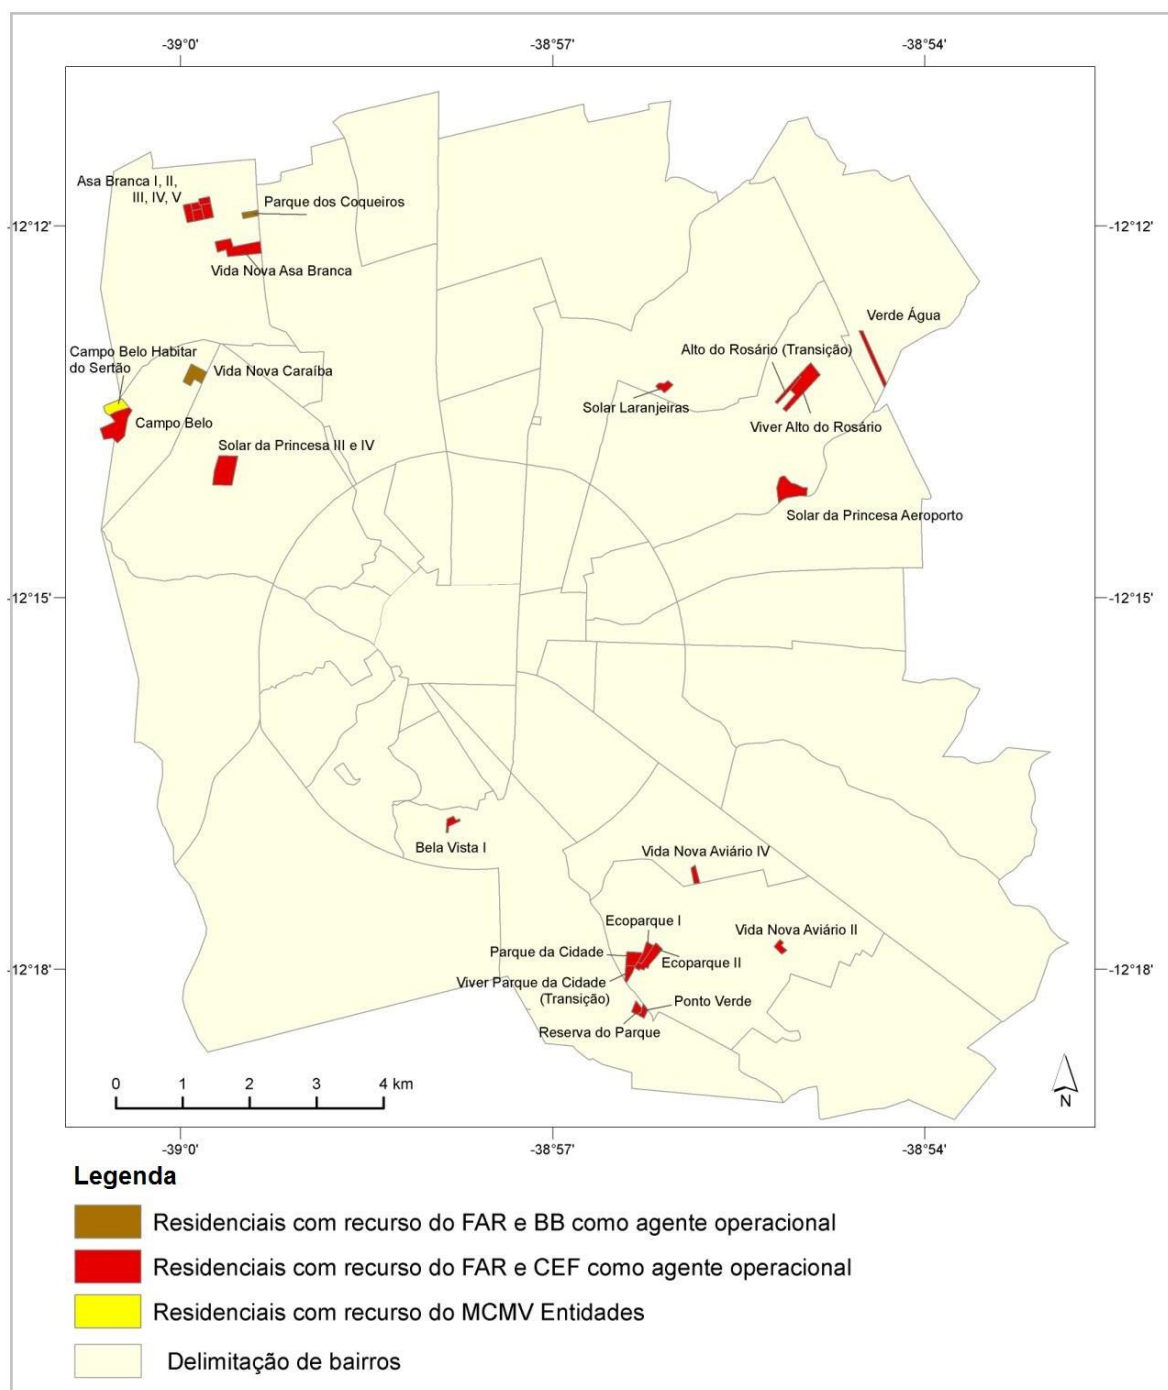 -39°0'
-38°57'
-38°54'
Asa Branca I, II,
III, IV, V
Parque dos Coqueiros
-12°12'
-12°12'
Vida Nova Asa Branca
Verde Água
Campo Belo Habitar
do Sertão
Alto do Rosário (Transição)
Vida Nova Caraíba
Solar Laranjeiras
Campo Belo
Viver Alto do Rosário
Solar da Princesa III e IV
Solar da Princesa Aeroporto
-12°15'
-12°15'
Bela Vista I
Vida Nova Aviário IV
Ecoparque I
Vida Nova Aviário II
Parque da Cidade
Ecoparque II
-12°18'
-12°18'
Viver Parque da Cidade
(Transição)
Ponto Verde
Reserva do Parque
0 1 2 3 4 km
N
-39°0'
-38°57'
-38°54'
Legenda
Residenciais com recurso do FAR e BB como agente operacional
Residenciais com recurso do FAR e CEF como agente operacional
Residenciais com recurso do MCMV Entidades
Delimitação de bairros